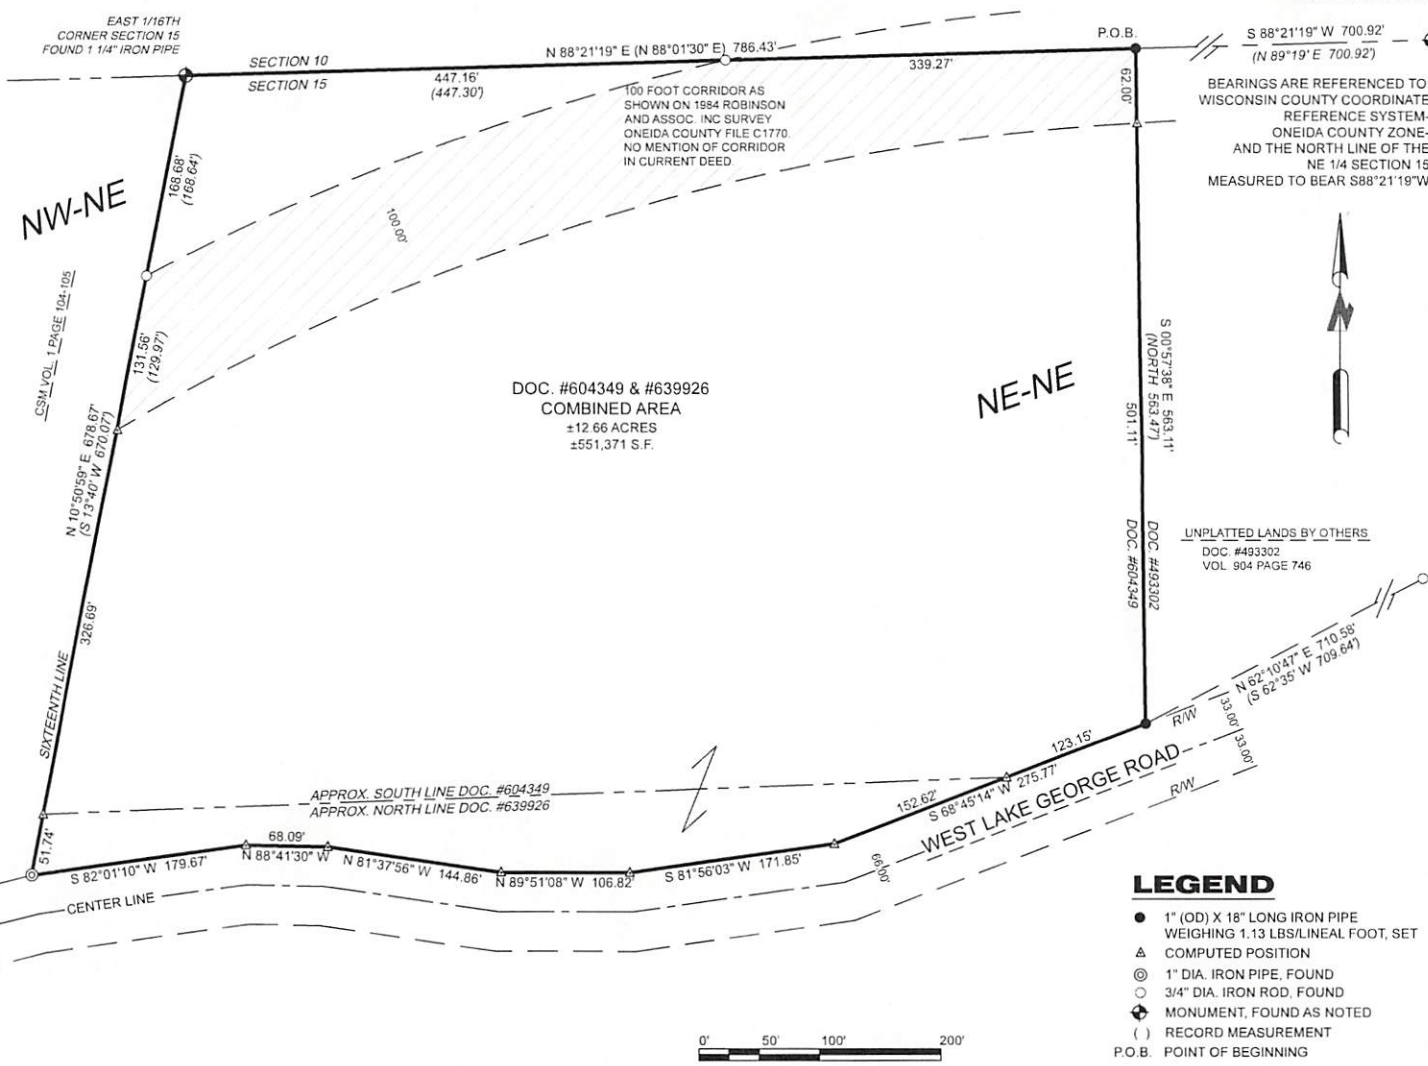 EAST 1/16TH
CORNER SECTION 15
FOUND 1 1/4" IRON PIPE
SECTION 10
SECTION 15
N 88°21'19" E (N 88°01'30" E) 786.43'
447.16'
(447.30')
339.27'
P.O.B.
S 88°21'19" W 700.92'
(N 89°19' E 700.92')
62.00'
100 FOOT CORRIDOR AS
SHOWN ON 1984 ROBINSON
AND ASSOC. INC SURVEY
ONEIDA COUNTY FILE C1770.
NO MENTION OF CORRIDOR
IN CURRENT DEED
BEARINGS ARE REFERENCED TO
WISCONSIN COUNTY COORDINATE
REFERENCE SYSTEM-
ONEIDA COUNTY ZONE-
AND THE NORTH LINE OF THE
NE 1/4 SECTION 15
MEASURED TO BEAR S88°21'19"W
168.68'
(168.64')
NW-NE
100.00'
CSM VOL. 1 PAGE 104-105
131.56'
(129.97')
N 10°50'59" E 678.67'
(S 13°40' W 670.07')
DOC. #604349 & #639926
COMBINED AREA
±12.66 ACRES
±551,371 S.F.
NE-NE
S 00°57'38" E 563.11'
(NORTH 563.47')
501.11'
N
DOC. #493302
DOC. #604349
UNPLATTED LANDS BY OTHERS
DOC. #493302
VOL. 904 PAGE 746
326.69'
SIXTEENTH LINE
N 62°10'47" E 710.58'
(S 62°35' W 709.64')
R/W
33.00'
33.00'
R/W
123.15'
S 68°45'14" W 275.77'
152.62'
WEST LAKE GEORGE ROAD
66.00'
APPROX. SOUTH LINE DOC. #604349
APPROX. NORTH LINE DOC. #639926
51.74'
S 82°01'10" W 179.67'
68.09'
N 88°41'30" W
N 81°37'56" W 144.86'
N 89°51'08" W 106.82'
S 81°56'03" W 171.85'
CENTER LINE
LEGEND
1" (OD) X 18" LONG IRON PIPE
WEIGHING 1.13 LBS/LINEAL FOOT, SET
COMPUTED POSITION
1" DIA. IRON PIPE, FOUND
3/4" DIA. IRON ROD, FOUND
MONUMENT, FOUND AS NOTED
( ) RECORD MEASUREMENT
P.O.B. POINT OF BEGINNING
0' 50' 100' 200'